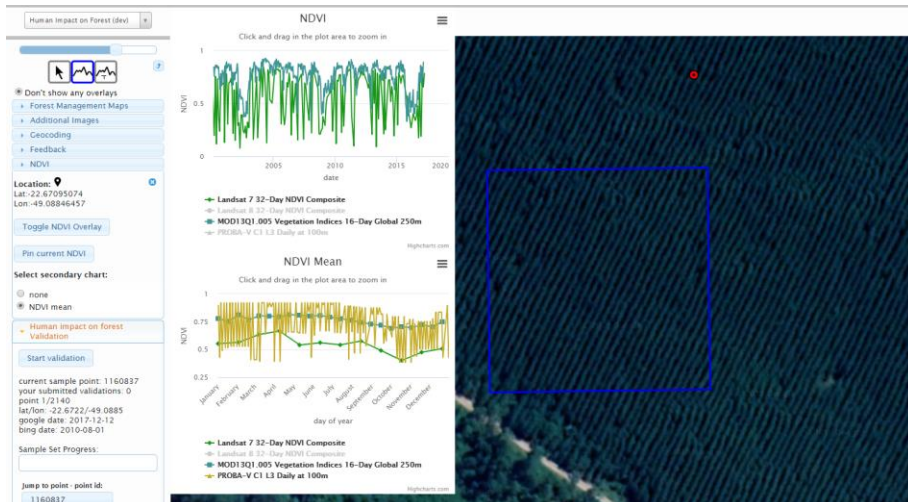 Human Impact on Forest (dev)
?
Don't show any overlays
Forest Management Maps
Additional Images
Geocoding
Feedback
NDVI
Location:
Lat:-22.67095074
Lon:-49.08846457
Toggle NDVI Overlay
Pin current NDVI
Select secondary chart:
none
NDVI mean
Human impact on forest
Validation
Start validation
current sample point: 1160837
your submitted validations: 0
point 1/2140
lat/lon: -22.6722/-49.0885
google date: 2017-12-12
bing date: 2010-08-01
Sample Set Progress:
Jump to point - point id:
1160837
NDVI
Click and drag in the plot area to zoom in
1
0.5
0
NDVI
2005 2010 2015 2020
date
Landsat 7 32-Day NDVI Composite
Landsat 8 32-Day NDVI Composite
MOD13Q1.005 Vegetation Indices 16-Day Global 250m
PROBA-V C1 L3 Daily at 100m
Highcharts.com
NDVI Mean
Click and drag in the plot area to zoom in
1
0.75
0.5
0.25
NDVI
January February March April May June July August September October November December
day of year
Landsat 7 32-Day NDVI Composite
Landsat 8 32-Day NDVI Composite
MOD13Q1.005 Vegetation Indices 16-Day Global 250m
PROBA-V C1 L3 Daily at 100m
Highcharts.com